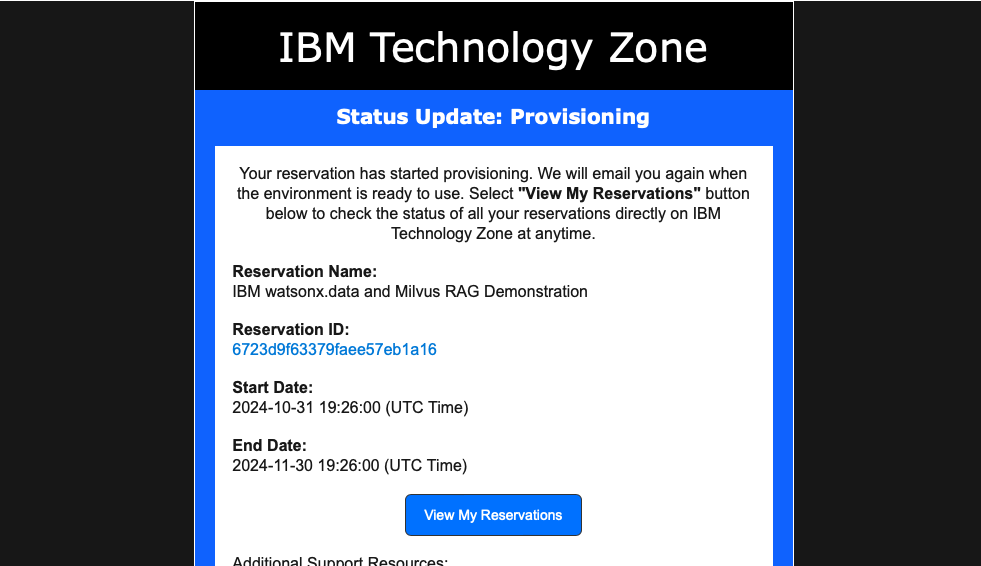 IBM Technology Zone
Status Update: Provisioning
Your reservation has started provisioning. We will email you again when
the environment is ready to use. Select "View My Reservations" button
below to check the status of all your reservations directly on IBM
Technology Zone at anytime.
Reservation Name:
IBM watsonx.data and Milvus RAG Demonstration
Reservation ID:
6723d9f63379faee57eb1a16
Start Date:
2024-10-31 19:26:00 (UTC Time)
End Date:
2024-11-30 19:26:00 (UTC Time)
View My Reservations
Additional Support Resources: